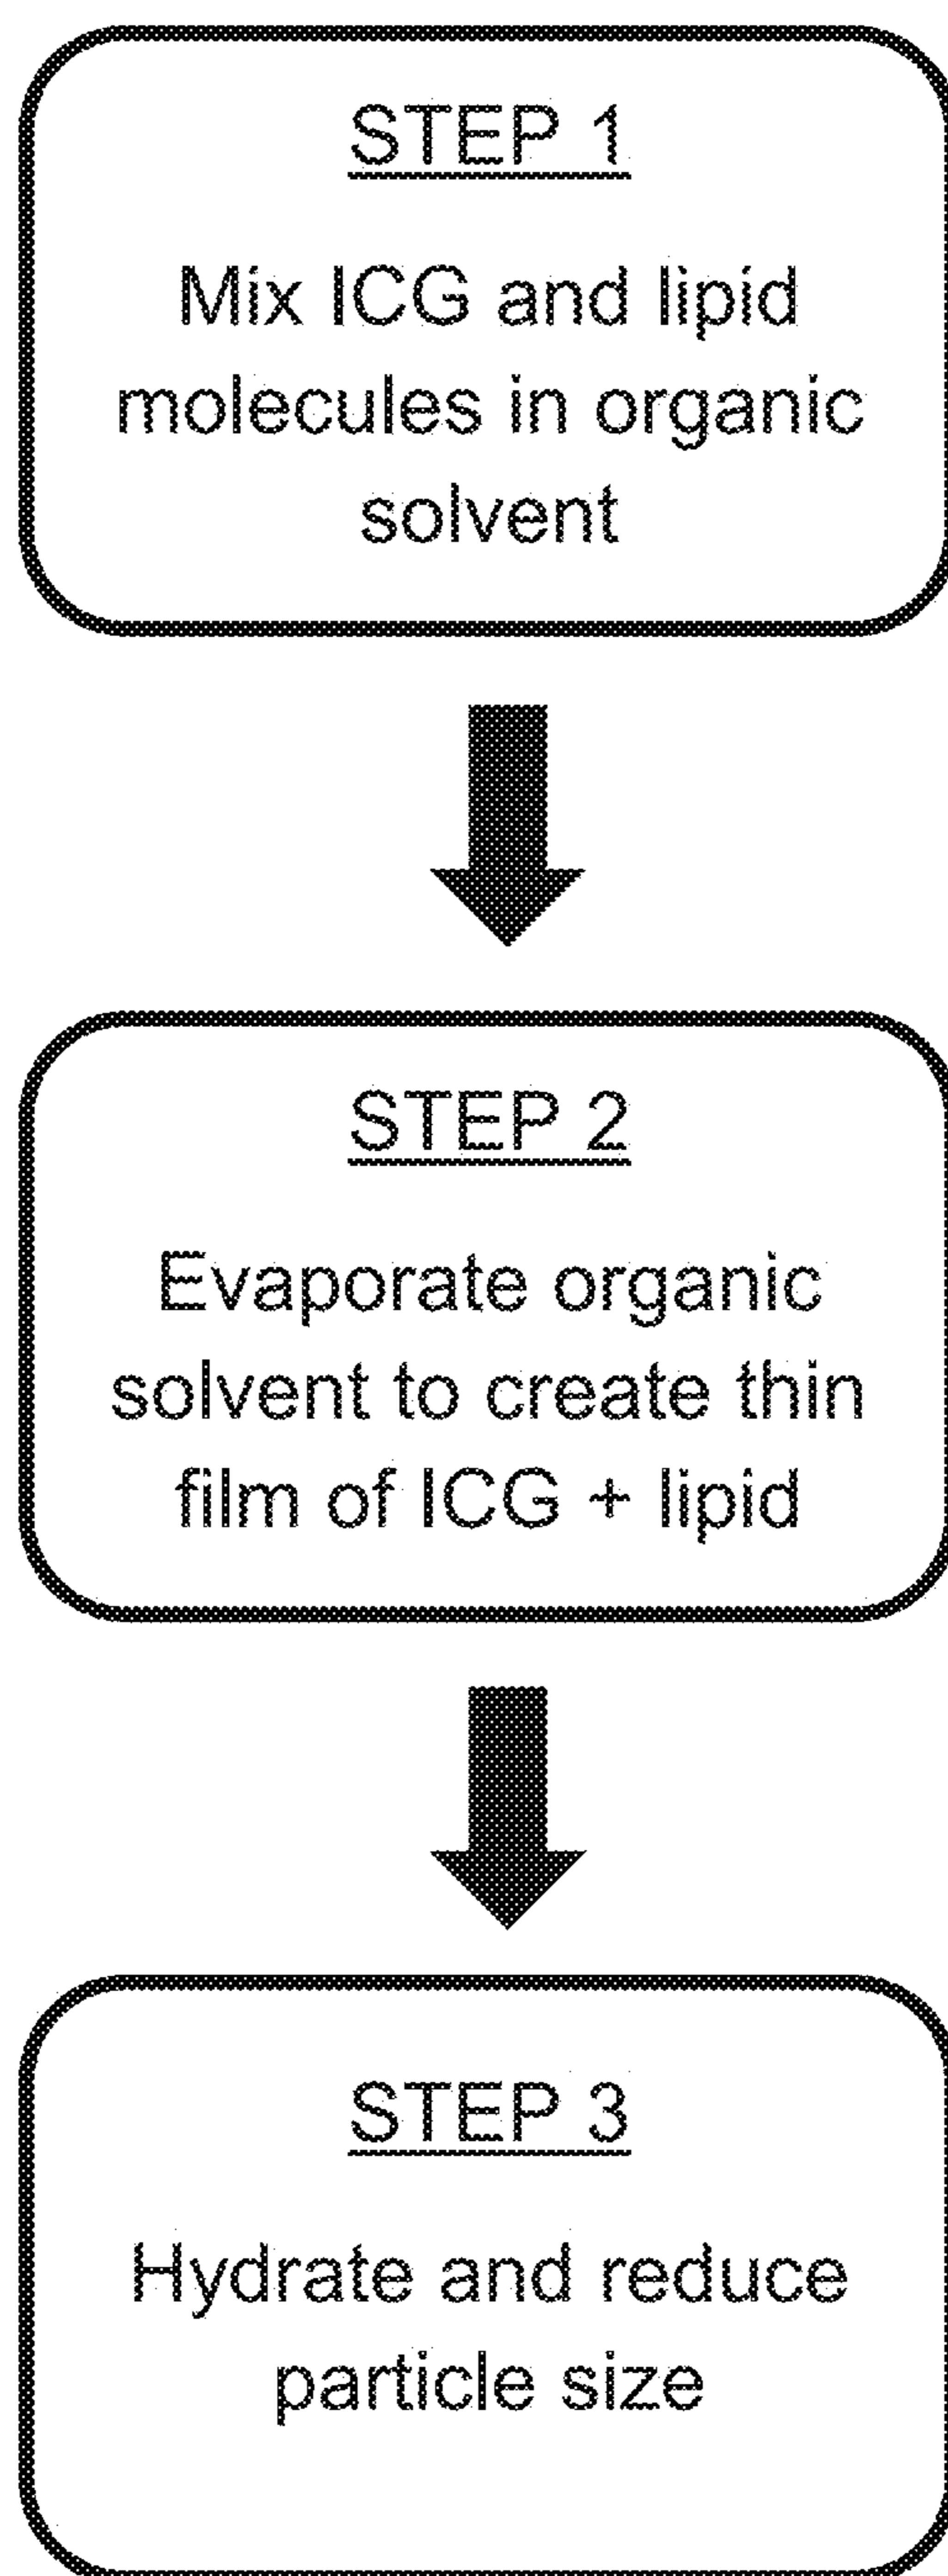 STEP 1
Mix ICG and lipid
molecules in organic
solvent
STEP 2
Evaporate organic
solvent to create thin
film of ICG + lipid
STEP 3
Hydrate and reduce
particle size